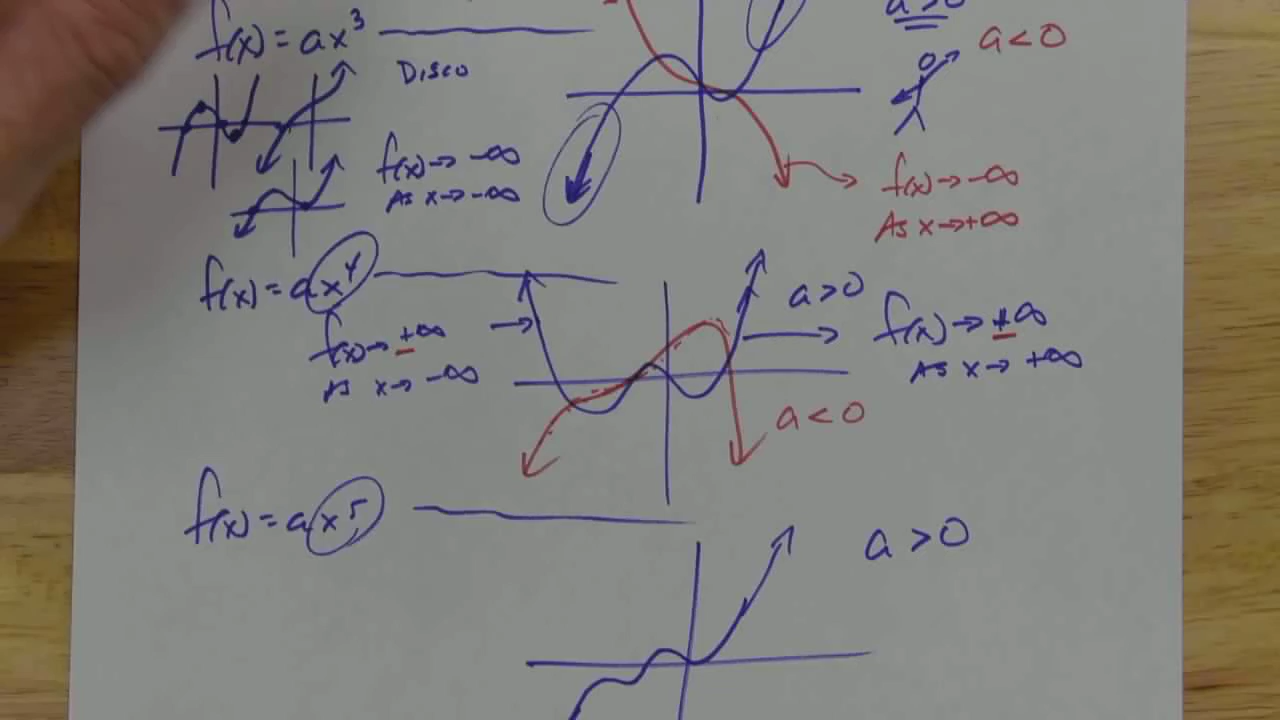 f(x) = ax³
a>0
a<0
Disco
f(x)→ -∞
As x→ -∞
f(x)→ -∞
As x→+∞
f(x)= ax⁴
a>0
f(x)→ +∞
As x→ -∞
f(x)→ +∞
As x→ +∞
a<0
f(x)= ax⁵
a>0